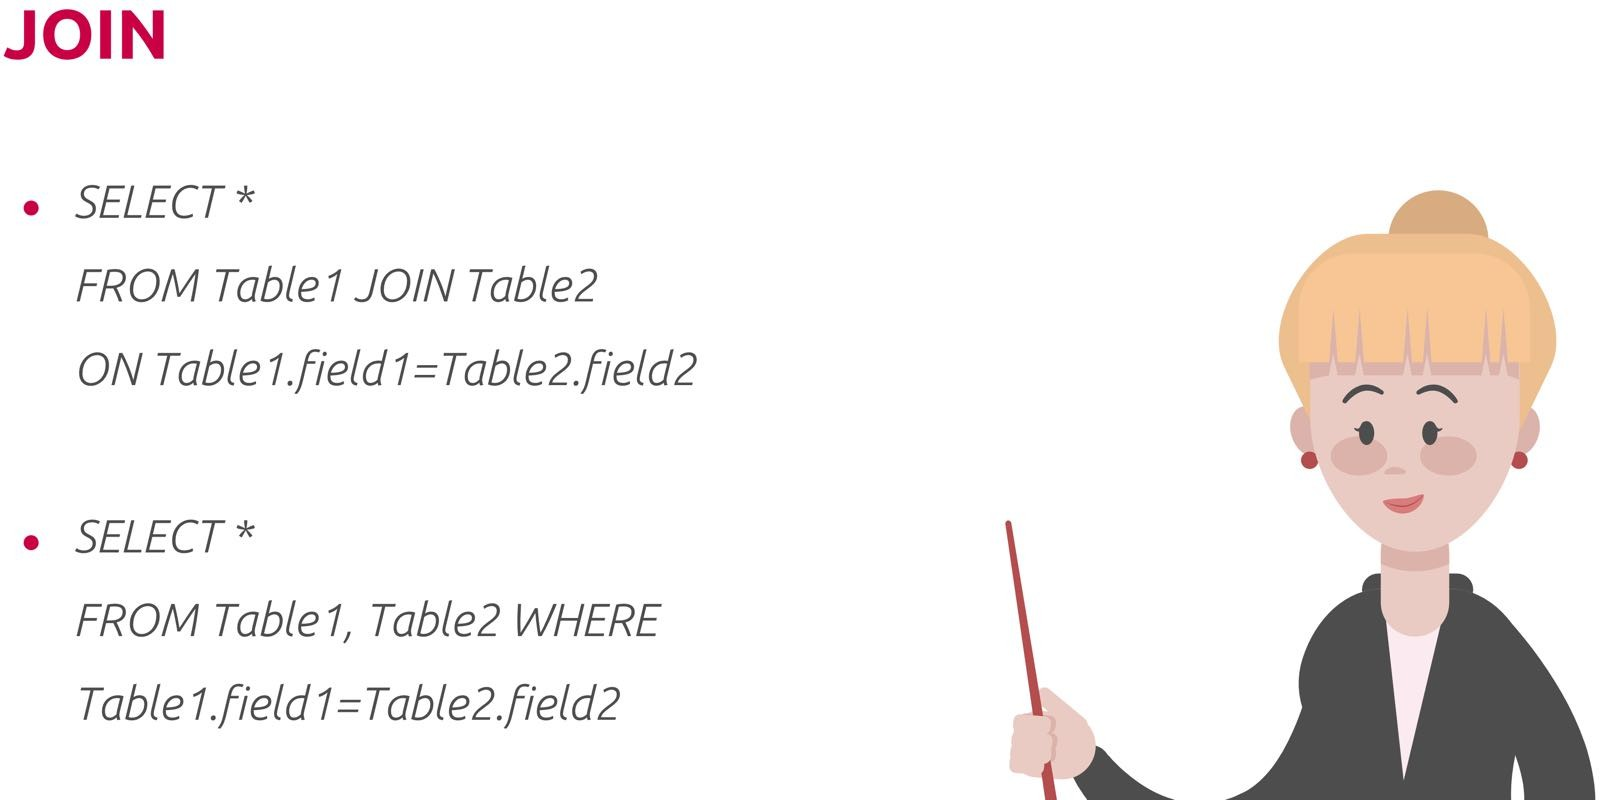 JOIN
SELECT *
FROM Table1 JOIN Table2
ON Table1.field1=Table2.field2
SELECT *
FROM Table1, Table2 WHERE
Table1.field1=Table2.field2